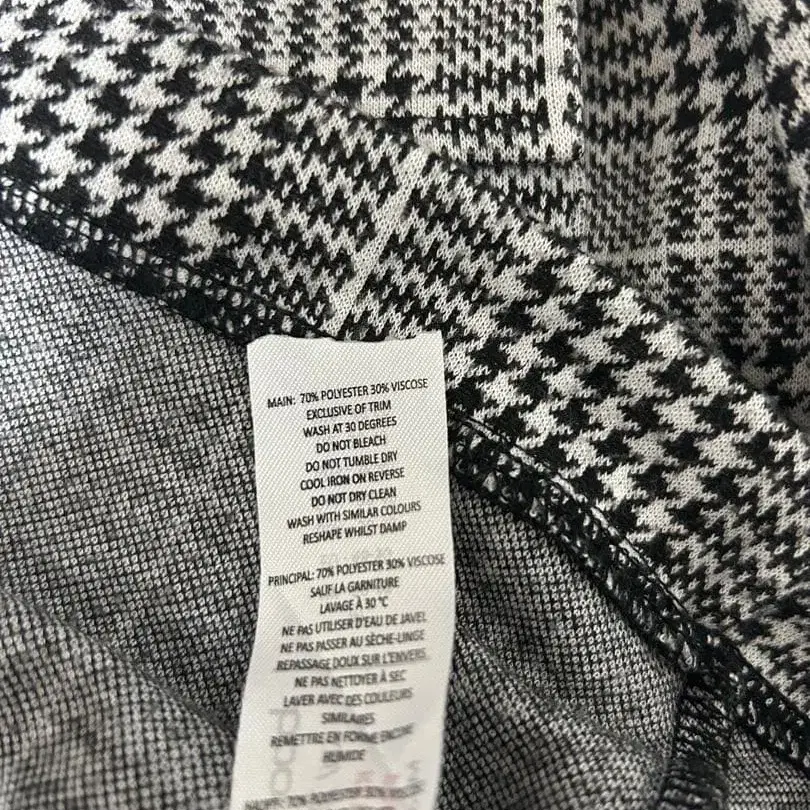 MAIN: 70% POLYESTER 30% VISCOSE
EXCLUSIVE OF TRIM
WASH AT 30 DEGREES
DO NOT BLEACH
DO NOT TUMBLE DRY
COOL IRON ON REVERSE
DO NOT DRY CLEAN
WASH WITH SIMILAR COLOURS
RESHAPE WHILST DAMP
PRINCIPAL: 70% POLYESTER 30% VISCOSE
SAUF LA GARNITURE
LAVAGE À 30 °C
NE PAS UTILISER D'EAU DE JAVEL
NE PAS PASSER AU SÈCHE-LINGE
REPASSAGE DOUX SUR L'ENVERS
NE PAS NETTOYER À SEC
LAVER AVEC DES COULEURS
SIMILAIRES
REMETTRE EN FORME ENCORE
HUMIDE
70% POLYESTER 30%